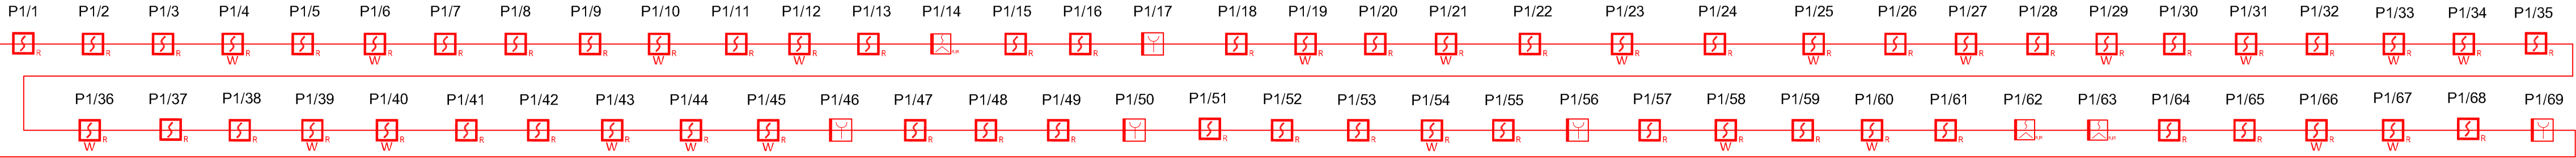 P1/1 P1/2 P1/3 P1/4 P1/5 P1/6 P1/7 P1/8 P1/9 P1/10 P1/11 P1/12 P1/13 P1/14 P1/15 P1/16 P1/17 P1/18 P1/19 P1/20 P1/21 P1/22 P1/23 P1/24 P1/25 P1/26 P1/27 P1/28 P1/29 P1/30 P1/31 P1/32 P1/33 P1/34 P1/35
R R R R R R R R R R R R R R R R R R R R R R R R R R R R R R R R R
W W W W W W W W W W W W W
P1/36 P1/37 P1/38 P1/39 P1/40 P1/41 P1/42 P1/43 P1/44 P1/45 P1/46 P1/47 P1/48 P1/49 P1/50 P1/51 P1/52 P1/53 P1/54 P1/55 P1/56 P1/57 P1/58 P1/59 P1/60 P1/61 P1/62 P1/63 P1/64 P1/65 P1/66 P1/67 P1/68 P1/69
R R R R R R R R R R R R R R R R R R R R R R R R R R R R
W W W W W W W W W W W